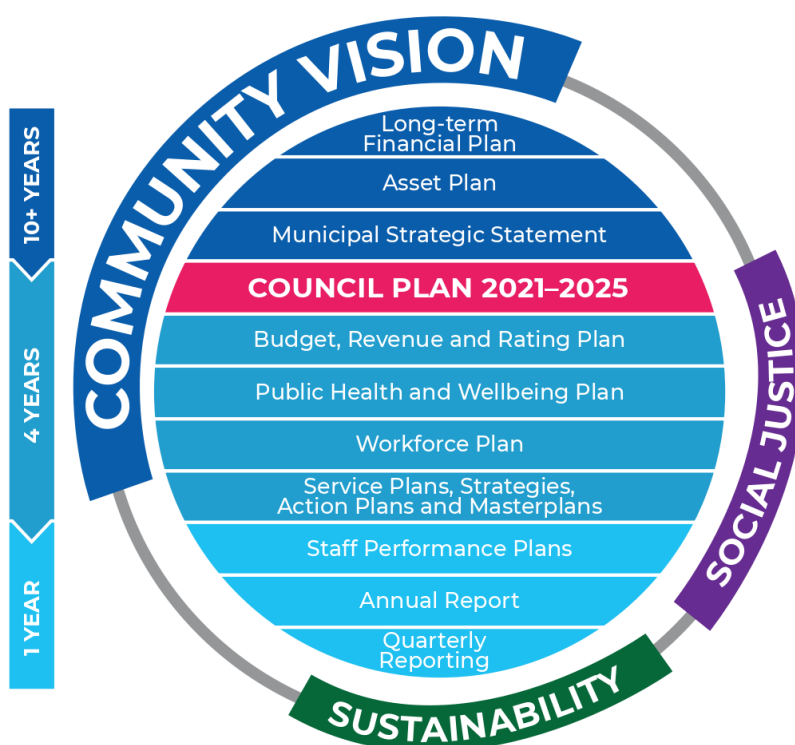 COMMUNITY VISION
10+ YEARS
4 YEARS
1 YEAR
Long-term
Financial Plan
Asset Plan
Municipal Strategic Statement
COUNCIL PLAN 2021–2025
Budget, Revenue and Rating Plan
Public Health and Wellbeing Plan
Workforce Plan
Service Plans, Strategies,
Action Plans and Masterplans
Staff Performance Plans
Annual Report
Quarterly
Reporting
SOCIAL JUSTICE
SUSTAINABILITY